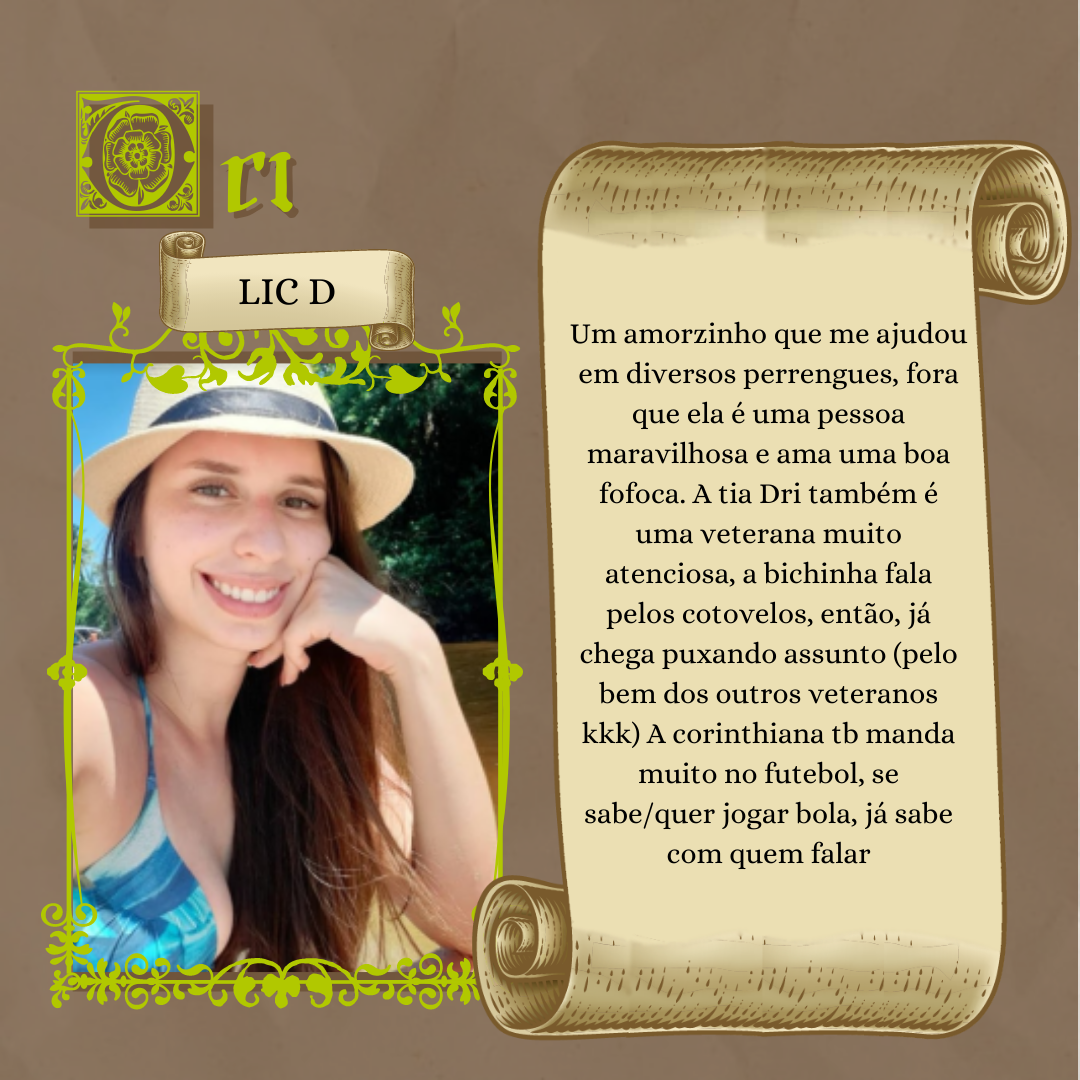 Dri
LIC D
Um amorzinho que me ajudou
em diversos perrengues, fora
que ela é uma pessoa
maravilhosa e ama uma boa
fofoca. A tia Dri também é
uma veterana muito
atenciosa, a bichinha fala
pelos cotovelos, então, já
chega puxando assunto (pelo
bem dos outros veteranos
kkk) A corinthiana tb manda
muito no futebol, se
sabe/quer jogar bola, já sabe
com quem falar